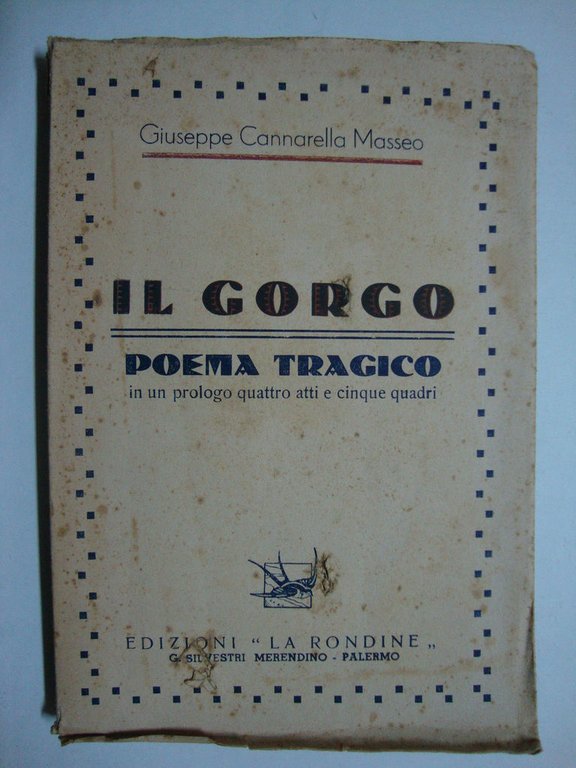 Giuseppe Cannarella Masseo
IL GORGO
POEMA TRAGICO
in un prologo quattro atti e cinque quadri
EDIZIONI “ LA RONDINE „
G. SILVESTRI MERENDINO - PALERMO